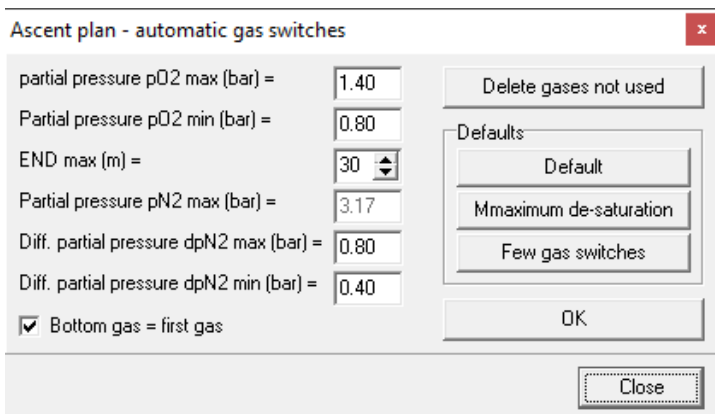 Ascent plan - automatic gas switches
x
partial pressure pO2 max (bar) =
1.40
Partial pressure pO2 min (bar) =
0.80
END max (m) =
30
Partial pressure pN2 max (bar) =
3.17
Diff. partial pressure dpN2 max (bar) =
0.80
Diff. partial pressure dpN2 min (bar) =
0.40
Bottom gas = first gas
Delete gases not used
Defaults
Default
Mmaximum de-saturation
Few gas switches
OK
Close